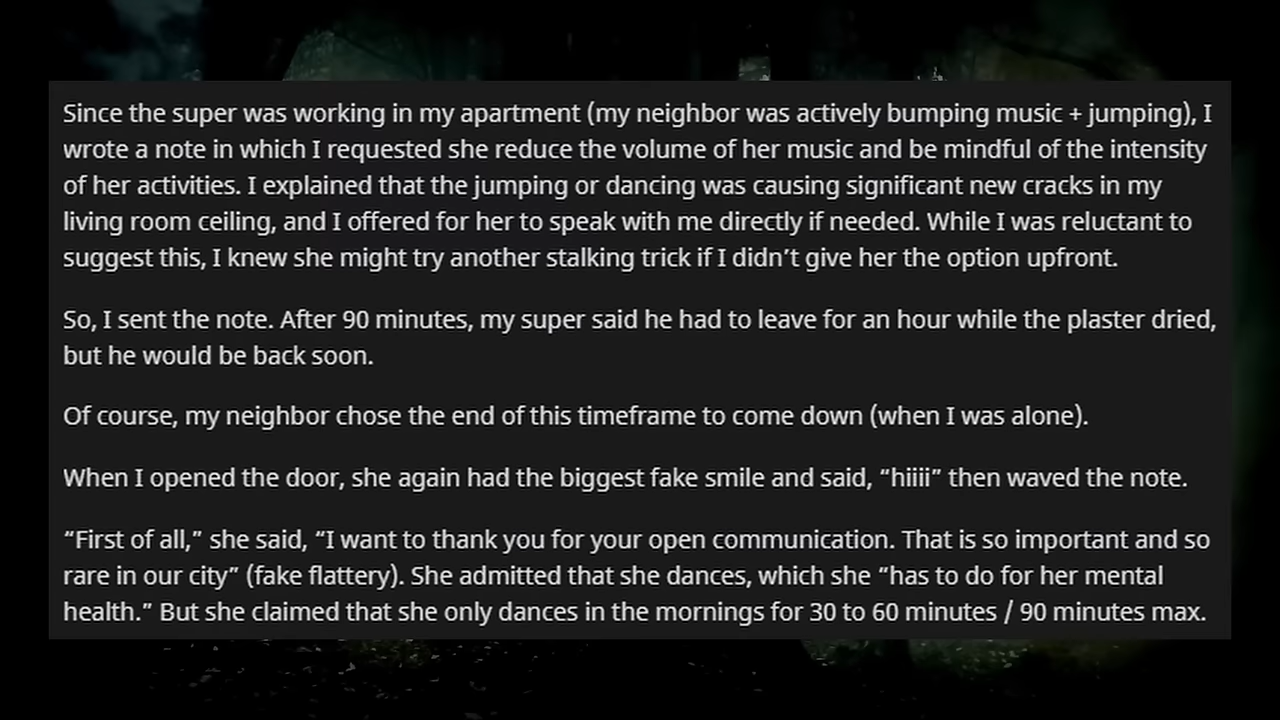 Since the super was working in my apartment (my neighbor was actively bumping music + jumping), I
wrote a note in which I requested she reduce the volume of her music and be mindful of the intensity
of her activities. I explained that the jumping or dancing was causing significant new cracks in my
living room ceiling, and I offered for her to speak with me directly if needed. While I was reluctant to
suggest this, I knew she might try another stalking trick if I didn’t give her the option upfront.
So, I sent the note. After 90 minutes, my super said he had to leave for an hour while the plaster dried,
but he would be back soon.
Of course, my neighbor chose the end of this timeframe to come down (when I was alone).
When I opened the door, she again had the biggest fake smile and said, “hiiii” then waved the note.
“First of all,” she said, “I want to thank you for your open communication. That is so important and so
rare in our city” (fake flattery). She admitted that she dances, which she “has to do for her mental
health.” But she claimed that she only dances in the mornings for 30 to 60 minutes / 90 minutes max.